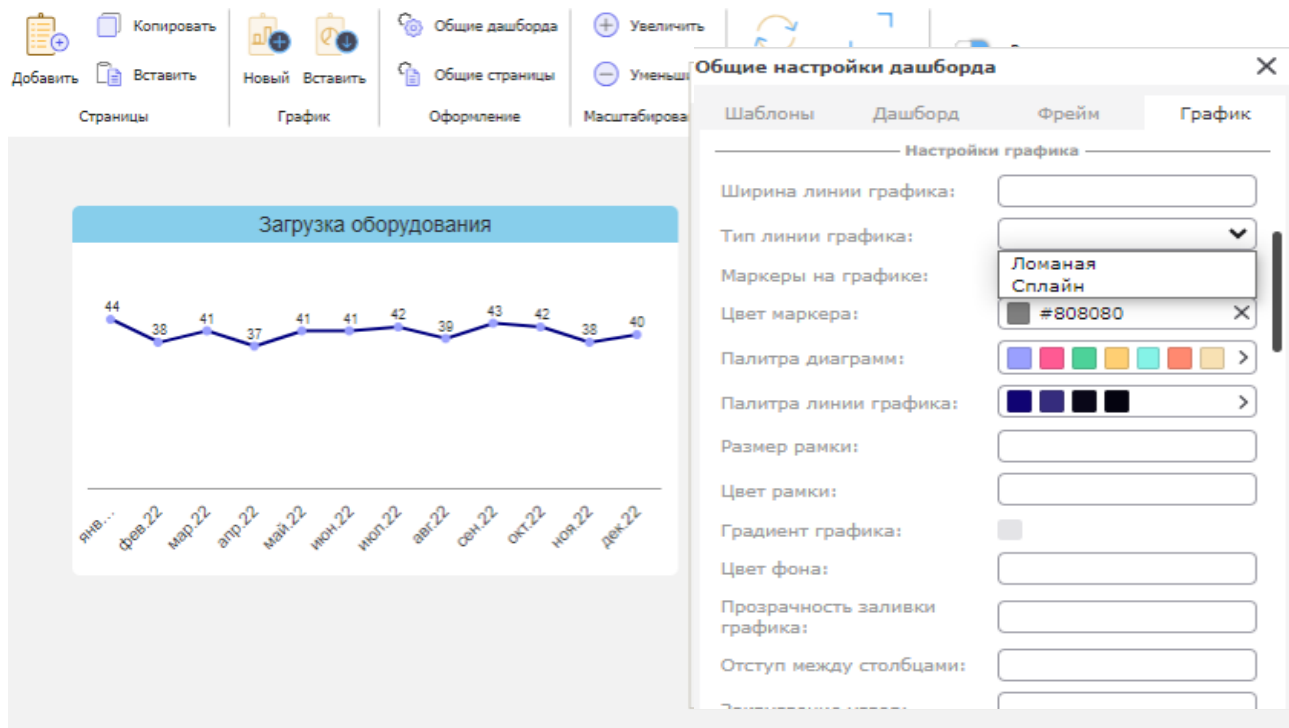 Копировать
Общие дашборда
Увеличить
Добавить
Вставить
Новый
Вставить
Общие страницы
Страницы
График
Оформление
Общие настройки дашборда
Шаблоны
Дашборд
Фрейм
График
Настройки графика
Ширина линии графика:
Тип линии графика:
Ломаная
Сплайн
Маркеры на графике:
Цвет маркера:
#808080
Палитра диаграмм:
Палитра линии графика:
Размер рамки:
Цвет рамки:
Градиент графика:
Цвет фона:
Прозрачность заливки
графика:
Отступ между столбцами:
Загрузка оборудования
44
38
41
37
41
41
42
39
43
42
38
40
янв...
фев.22
мар.22
апр.22
май.22
июн.22
июл.22
авг.22
сен.22
окт.22
ноя.22
дек.22